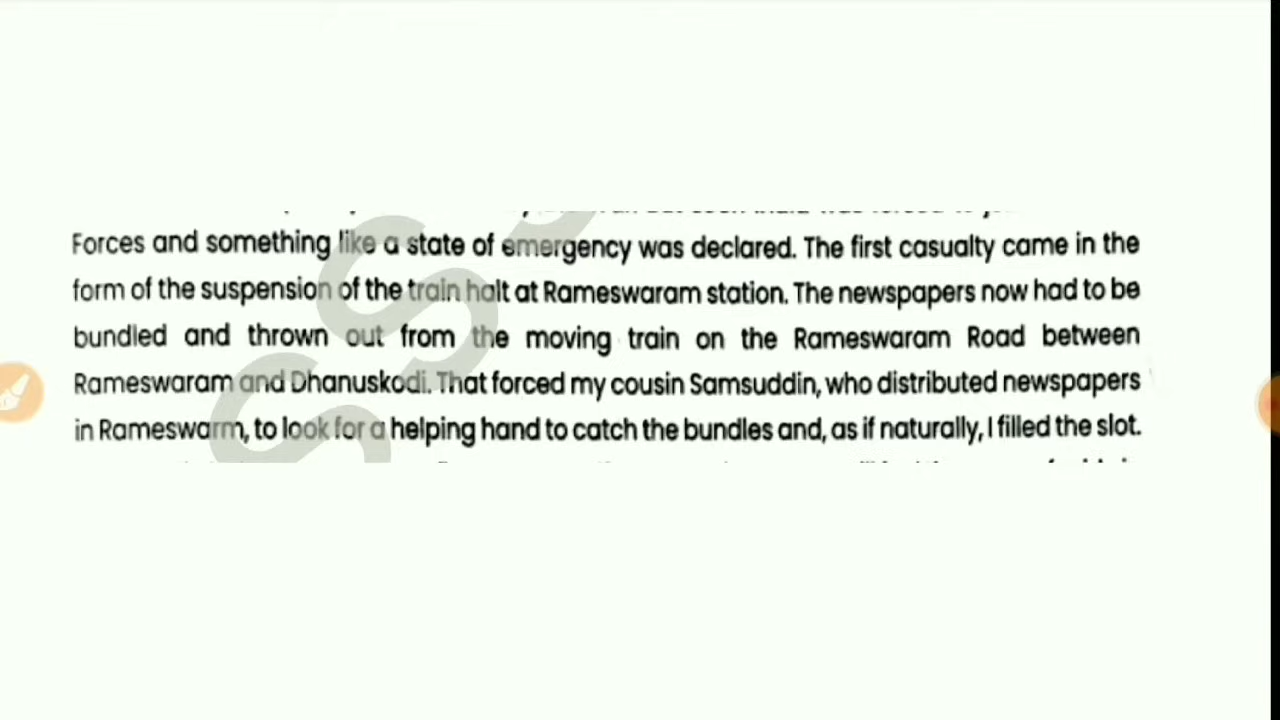 Forces and something like a state of emergency was declared. The first casualty came in the
form of the suspension of the train halt at Rameswaram station. The newspapers now had to be
bundled and thrown out from the moving train on the Rameswaram Road between
Rameswaram and Dhanuskodi. That forced my cousin Samsuddin, who distributed newspapers
in Rameswarm, to look for a helping hand to catch the bundles and, as if naturally, I filled the slot.